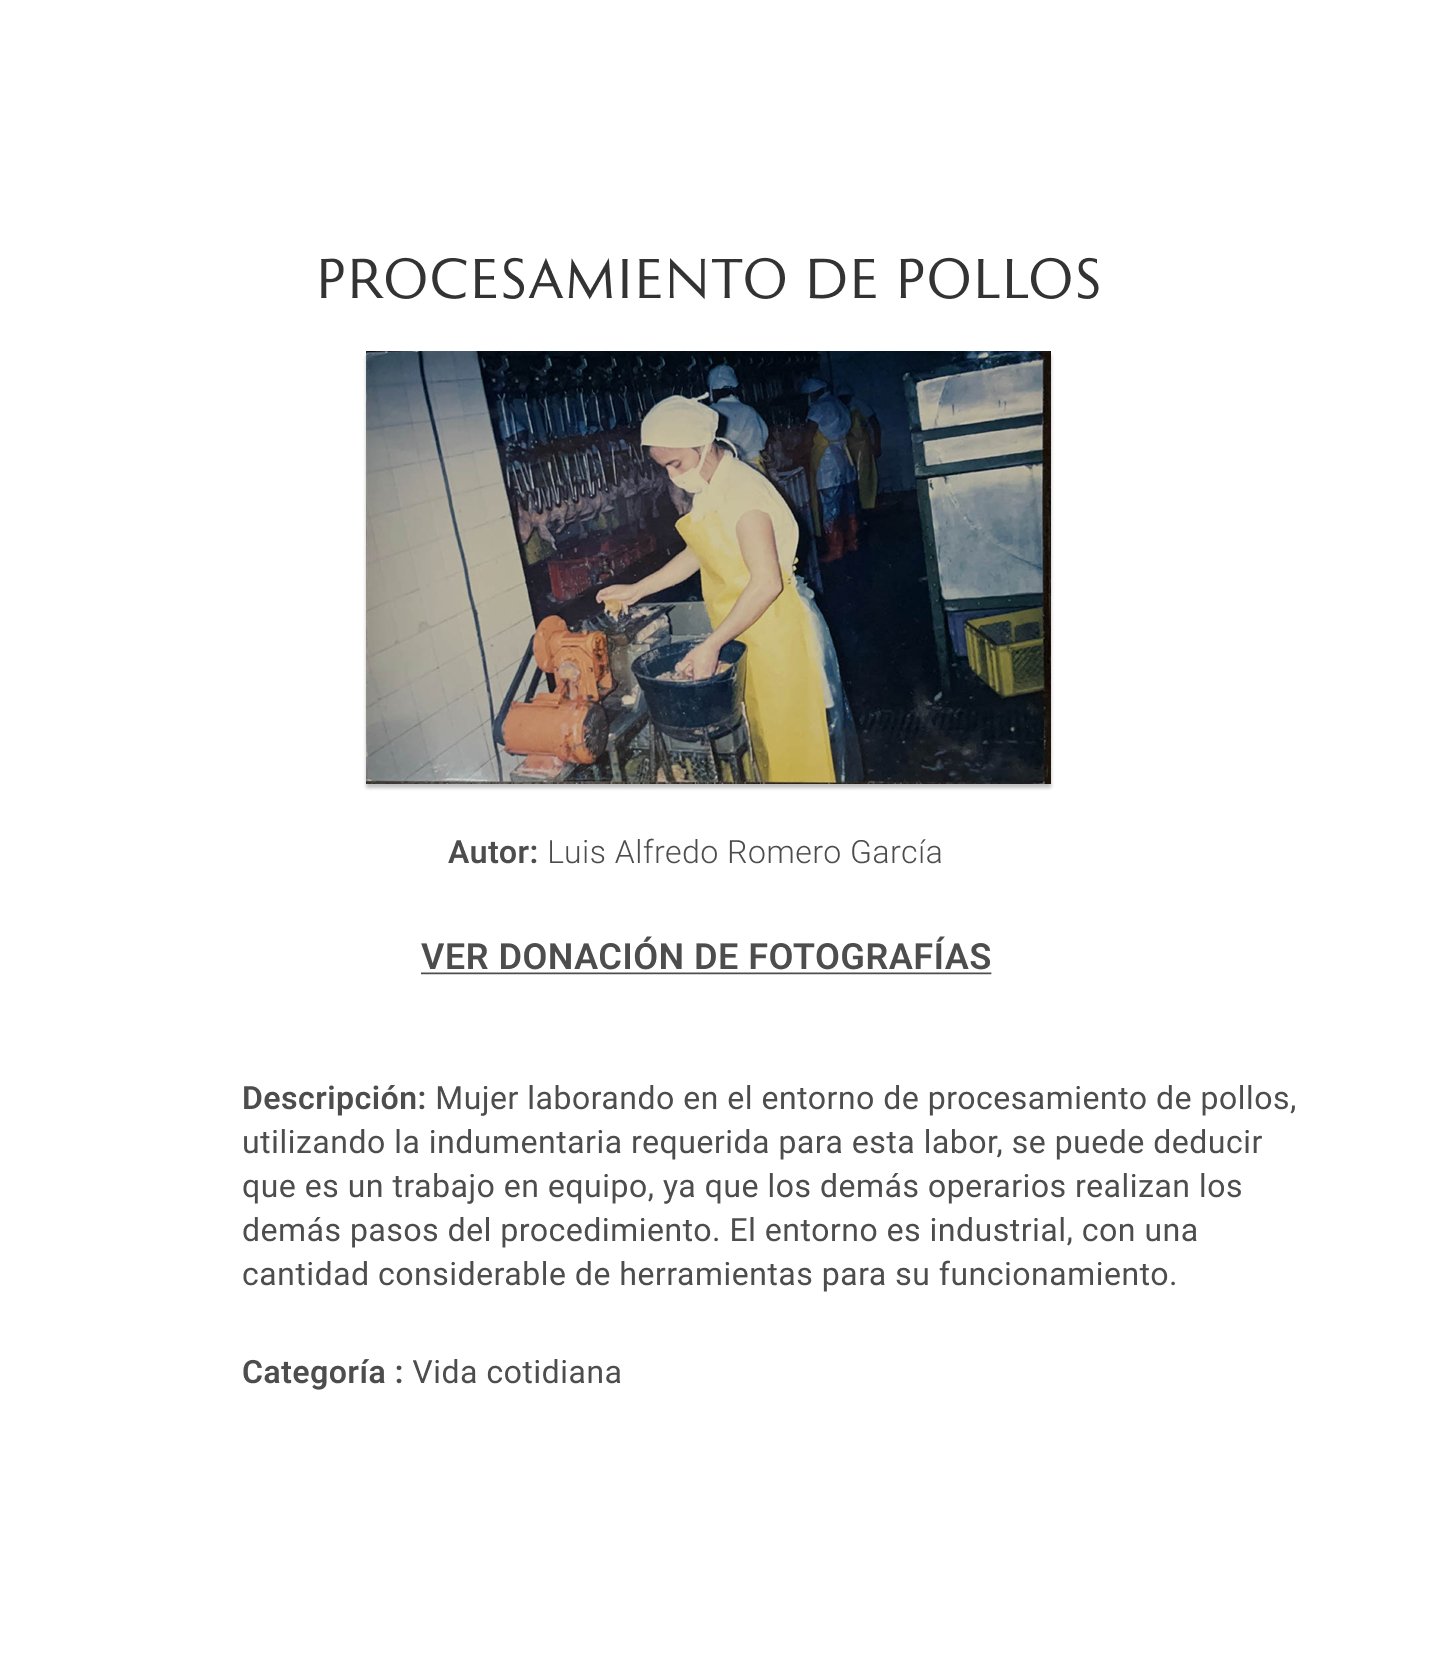 PROCESAMIENTO DE POLLOS
Autor: Luis Alfredo Romero García
VER DONACIÓN DE FOTOGRAFÍAS
Descripción: Mujer laborando en el entorno de procesamiento de pollos,
utilizando la indumentaria requerida para esta labor, se puede deducir
que es un trabajo en equipo, ya que los demás operarios realizan los
demás pasos del procedimiento. El entorno es industrial, con una
cantidad considerable de herramientas para su funcionamiento.
Categoría : Vida cotidiana